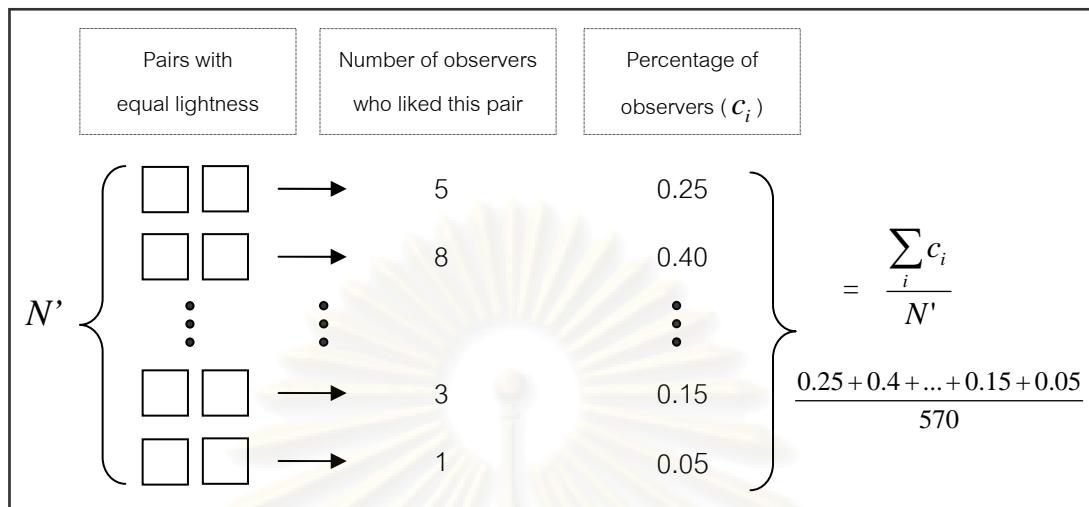 Pairs with
equal lightness
Number of observers
who liked this pair
Percentage of
observers ( c_i )
5 0.25
8 0.40
N’
3 0.15
1 0.05
= ∑_i c_i / N'
0.25 + 0.4 + ... + 0.15 + 0.05
570